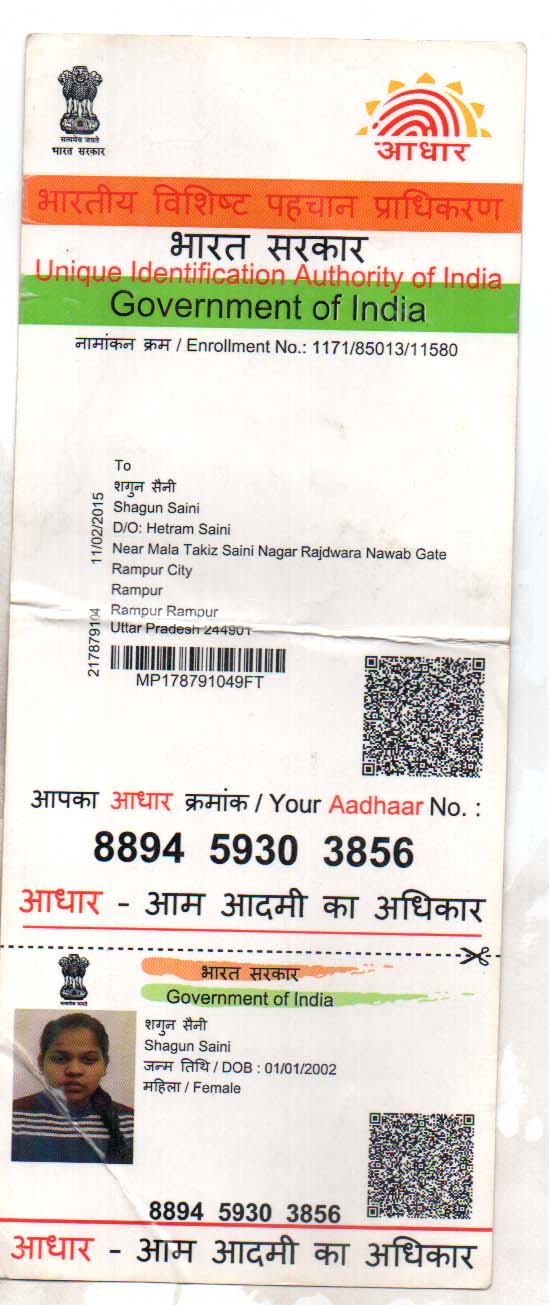 सत्यमेव जयते
भारत सरकार
आधार
भारतीय विशिष्ट पहचान प्राधिकरण
भारत सरकार
Unique Identification Authority of India
Government of India
नामांकन क्रम / Enrollment No.: 1171/85013/11580
To
शगुन सैनी
Shagun Saini
D/O: Hetram Saini
Near Mala Takiz Saini Nagar Rajdwara Nawab Gate
Rampur City
Rampur
Rampur Rampur
Uttar Pradesh 244901
11/02/2015
217879104
MP178791049FT
आपका आधार क्रमांक / Your Aadhaar No. :
8894 5930 3856
आधार - आम आदमी का अधिकार
भारत सरकार
Government of India
शगुन सैनी
Shagun Saini
जन्म तिथि / DOB : 01/01/2002
महिला / Female
8894 5930 3856
आधार - आम आदमी का अधिकार